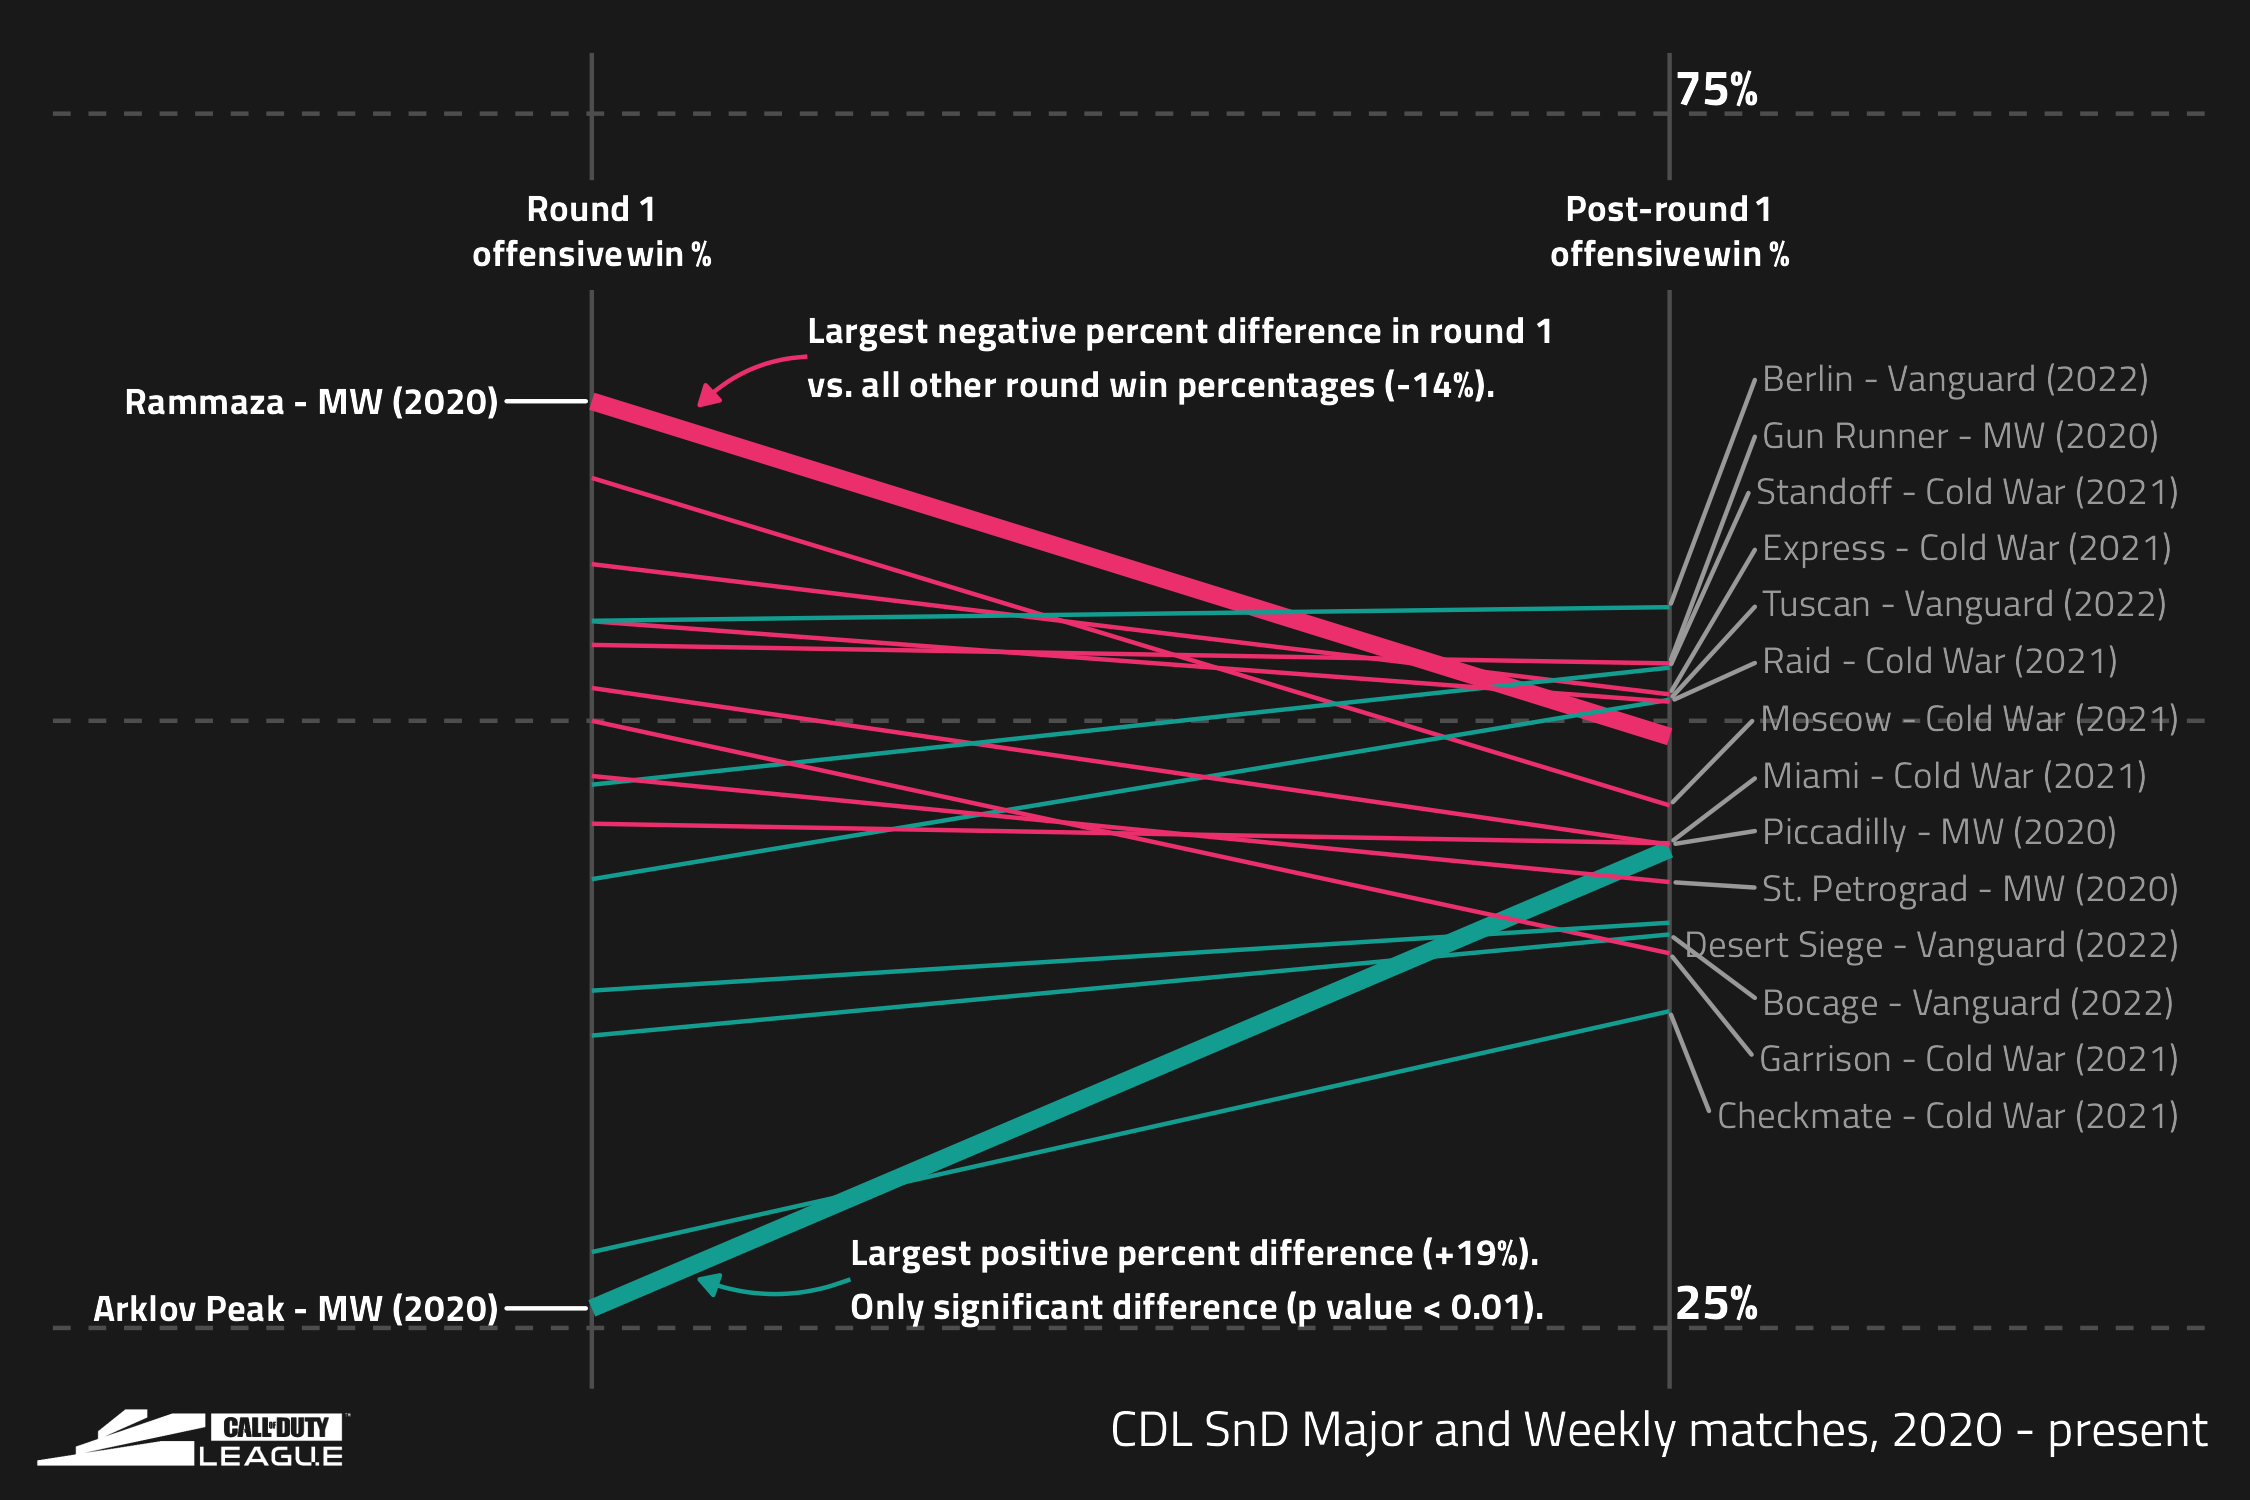 75%
Round 1
offensive win %
Post-round 1
offensive win %
Largest negative percent difference in round 1
vs. all other round win percentages (-14%).
Rammaza - MW (2020)
Berlin - Vanguard (2022)
Gun Runner - MW (2020)
Standoff - Cold War (2021)
Express - Cold War (2021)
Tuscan - Vanguard (2022)
Raid - Cold War (2021)
Moscow - Cold War (2021)
Miami - Cold War (2021)
Piccadilly - MW (2020)
St. Petrograd - MW (2020)
Desert Siege - Vanguard (2022)
Bocage - Vanguard (2022)
Garrison - Cold War (2021)
Checkmate - Cold War (2021)
Largest positive percent difference (+19%).
Only significant difference (p value < 0.01).
Arklov Peak - MW (2020)
25%
CALL OF DUTY
LEAGUE
CDL SnD Major and Weekly matches, 2020 - present